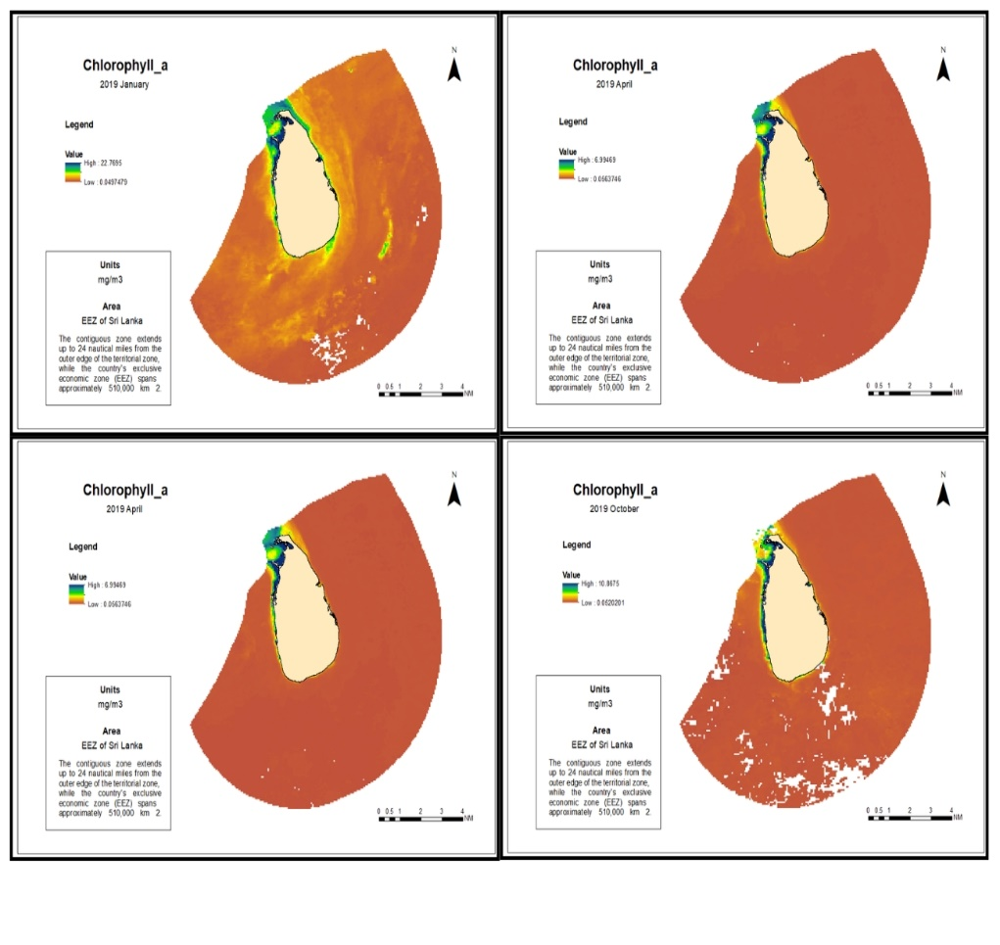 Chlorophyll_a
2019 January
N
Legend
Value
High : 22.7695
Low : 0.0497479
Units
mg/m3
Area
EEZ of Sri Lanka
The contiguous zone extends
up to 24 nautical miles from the
outer edge of the territorial zone,
while the country's exclusive
economic zone (EEZ) spans
approximately 510,000 km 2.
0 0.5 1 2 3 4
NM
Chlorophyll_a
2019 April
N
Legend
Value
High : 6.99469
Low : 0.0563746
Units
mg/m3
Area
EEZ of Sri Lanka
The contiguous zone extends
up to 24 nautical miles from the
outer edge of the territorial zone,
while the country's exclusive
economic zone (EEZ) spans
approximately 510,000 km 2.
0 0.5 1 2 3 4
NM
Chlorophyll_a
2019 April
N
Legend
Value
High : 6.99469
Low : 0.0563746
Units
mg/m3
Area
EEZ of Sri Lanka
The contiguous zone extends
up to 24 nautical miles from the
outer edge of the territorial zone,
while the country's exclusive
economic zone (EEZ) spans
approximately 510,000 km 2.
0 0.5 1 2 3 4
NM
Chlorophyll_a
2019 October
N
Legend
Value
High : 10.8675
Low : 0.0520201
Units
mg/m3
Area
EEZ of Sri Lanka
The contiguous zone extends
up to 24 nautical miles from the
outer edge of the territorial zone,
while the country's exclusive
economic zone (EEZ) spans
approximately 510,000 km 2.
0 0.5 1 2 3 4
NM